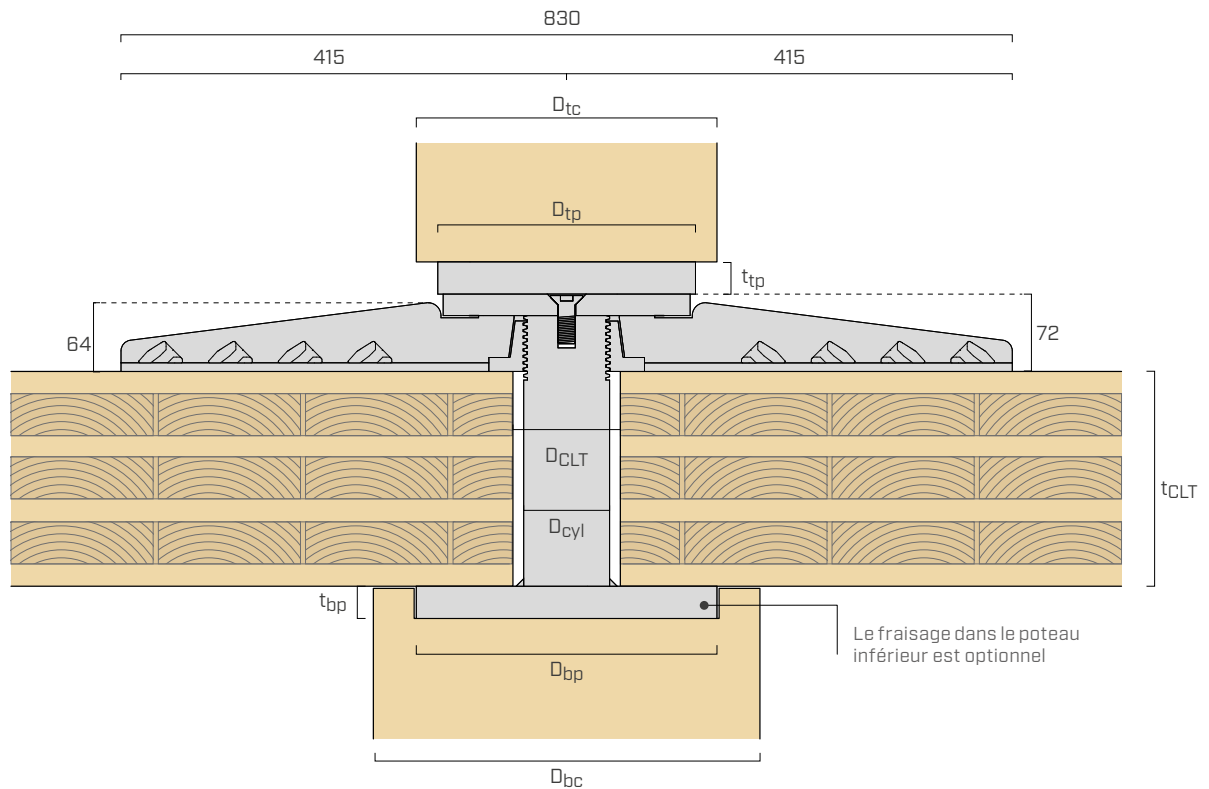 830
415
415
Dtc
Dtp
ttp
64
72
DCLT
tCLT
Dcyl
tbp
Le fraisage dans le poteau
inférieur est optionnel
Dbp
Dbc